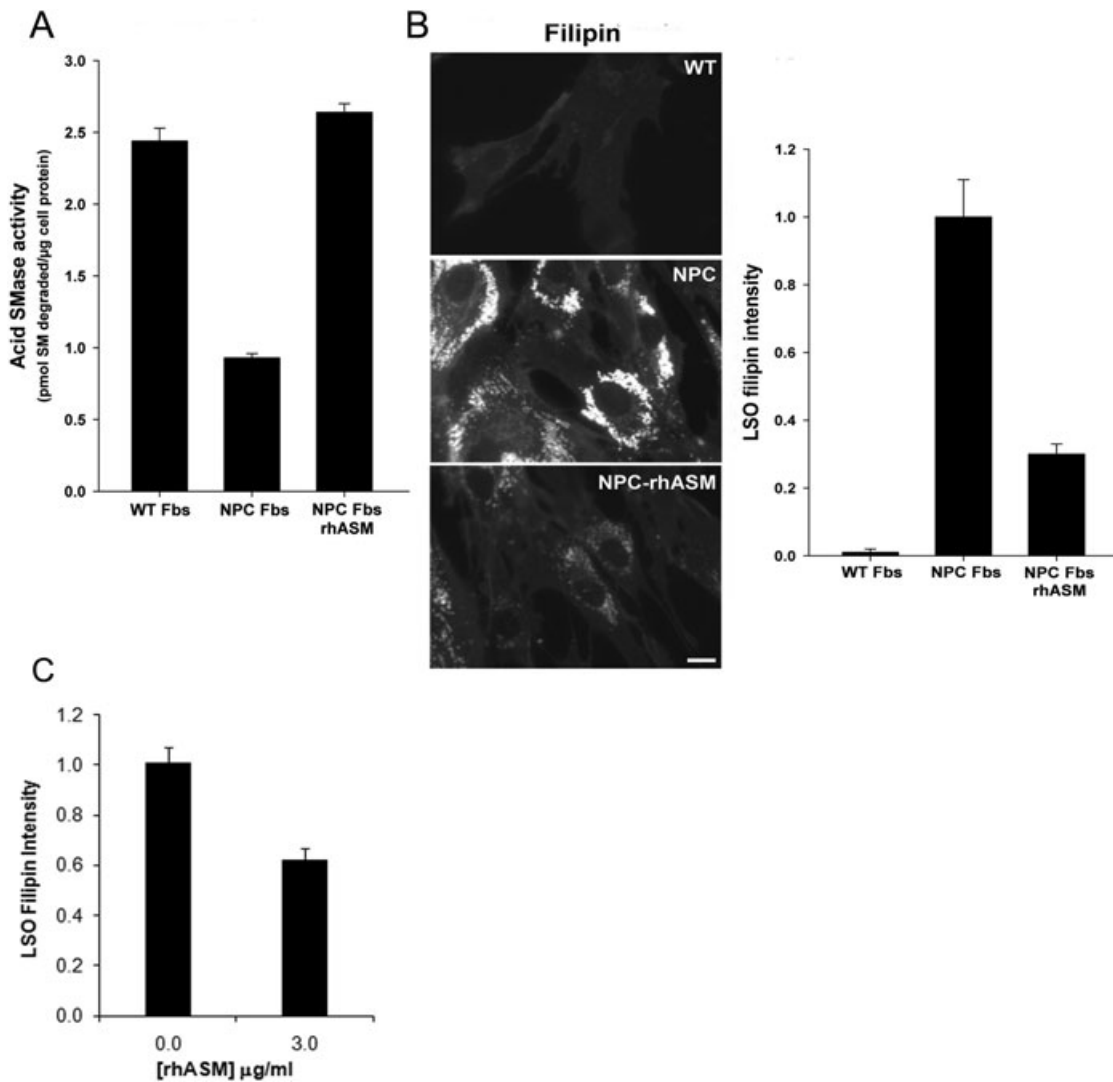 A
3.0
2.5
2.0
1.5
1.0
0.5
0.0
Acid SMase activity
(pmol SM degraded/µg cell protein)
WT Fbs
NPC Fbs
NPC Fbs
rhASM
B
Filipin
WT
NPC
NPC-rhASM
1.2
1.0
0.8
0.6
0.4
0.2
0.0
LSO filipin intensity
WT Fbs
NPC Fbs
NPC Fbs
rhASM
C
1.2
1.0
0.8
0.6
0.4
0.2
0.0
LSO Filipin Intensity
0.0
3.0
[rhASM] µg/ml